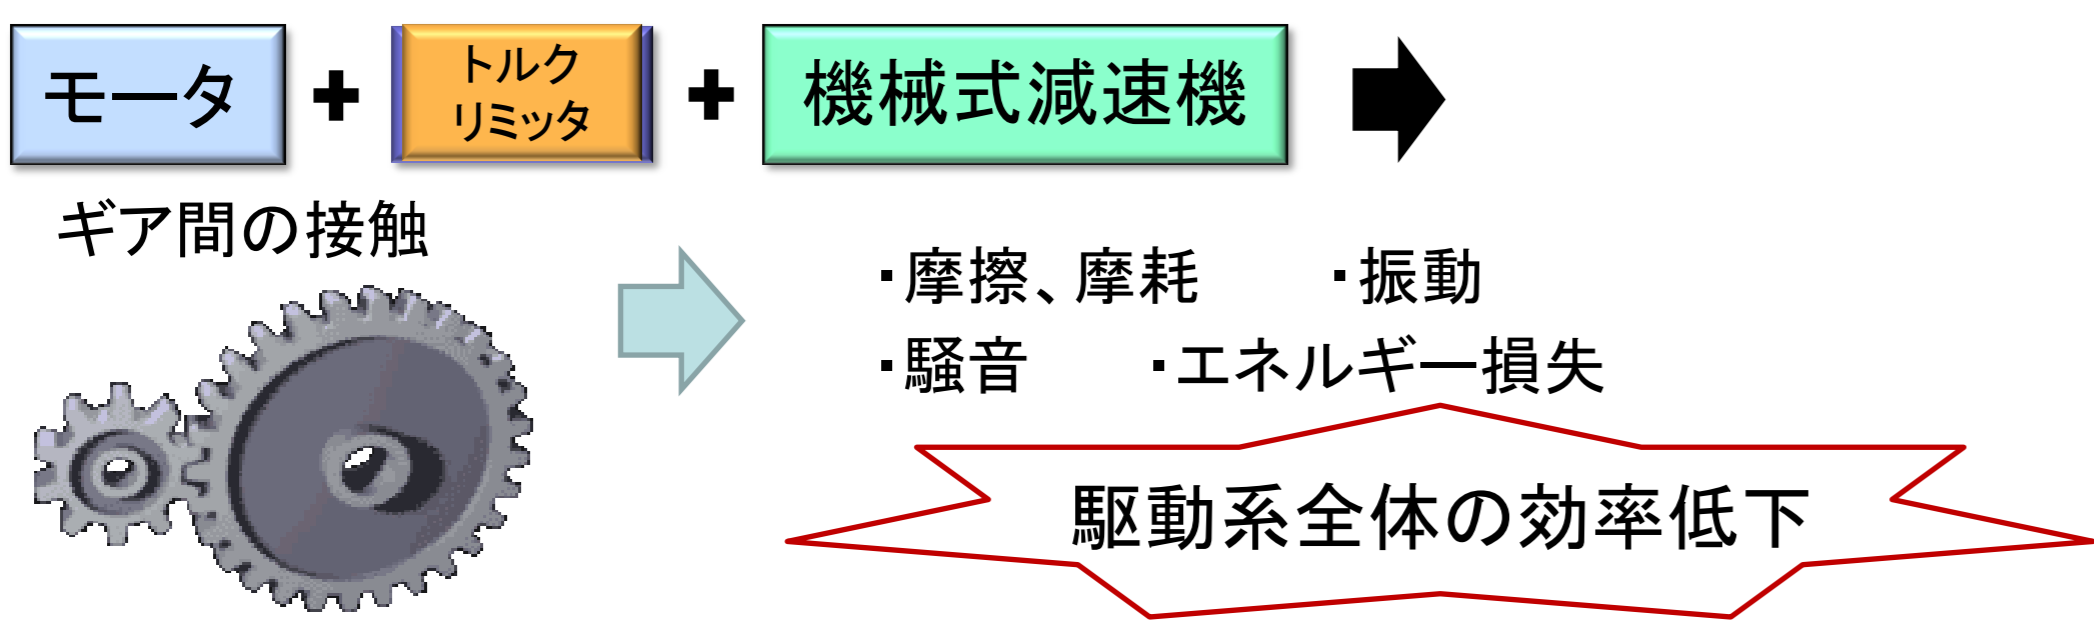 モータ + トルク リミッタ + 機械式減速機
ギア間の接触
・摩擦、摩耗 ・振動
・騒音 ・エネルギー損失
駆動系全体の効率低下